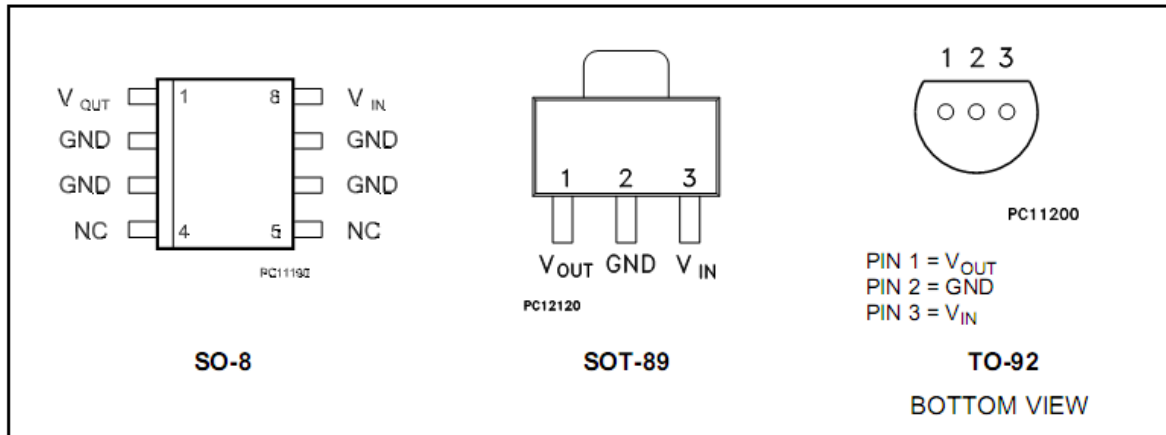 V OUT 1 8 V IN
GND GND
GND GND
NC 4 5 NC
PC11190
SO-8
1 2 3
V OUT GND V IN
PC12120
SOT-89
1 2 3
PC11200
PIN 1 = VOUT
PIN 2 = GND
PIN 3 = VIN
TO-92
BOTTOM VIEW